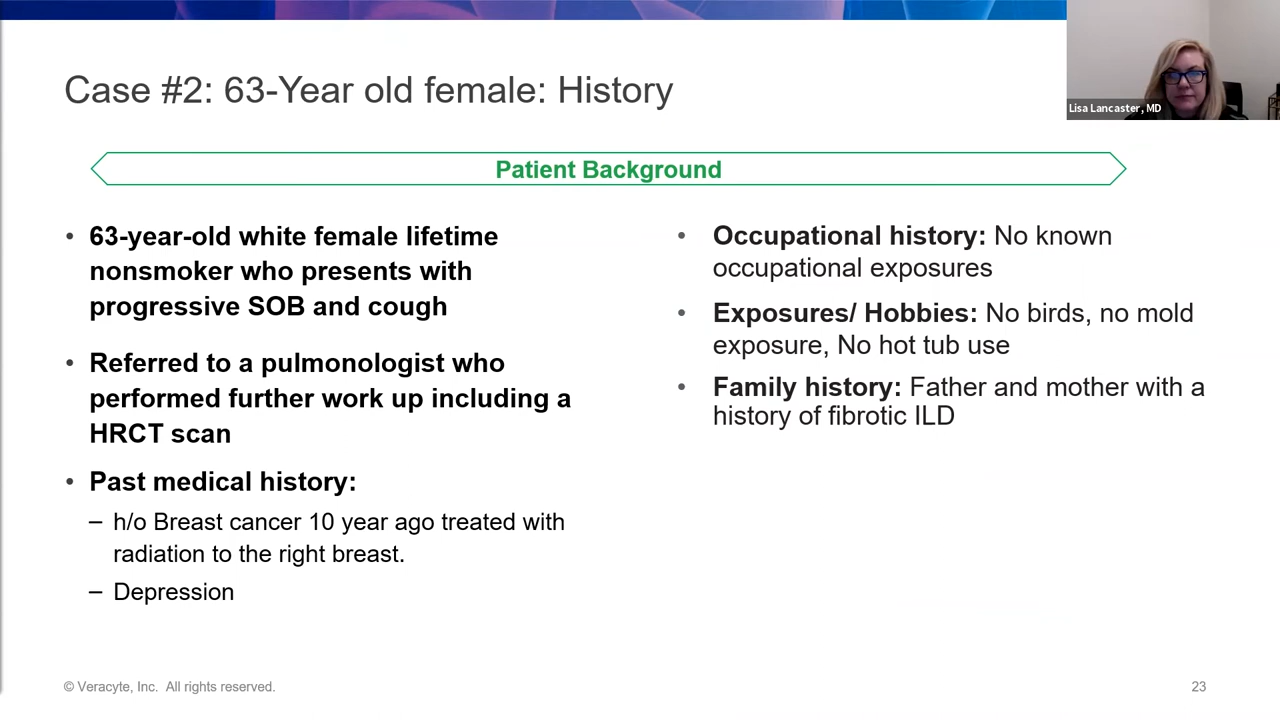 Case #2: 63-Year old female: History
Lisa Lancaster, MD
Patient Background
• 63-year-old white female lifetime
nonsmoker who presents with
progressive SOB and cough
• Referred to a pulmonologist who
performed further work up including a
HRCT scan
• Past medical history:
– h/o Breast cancer 10 year ago treated with
radiation to the right breast.
– Depression
• Occupational history: No known
occupational exposures
• Exposures/ Hobbies: No birds, no mold
exposure, No hot tub use
• Family history: Father and mother with a
history of fibrotic ILD
© Veracyte, Inc. All rights reserved.
23